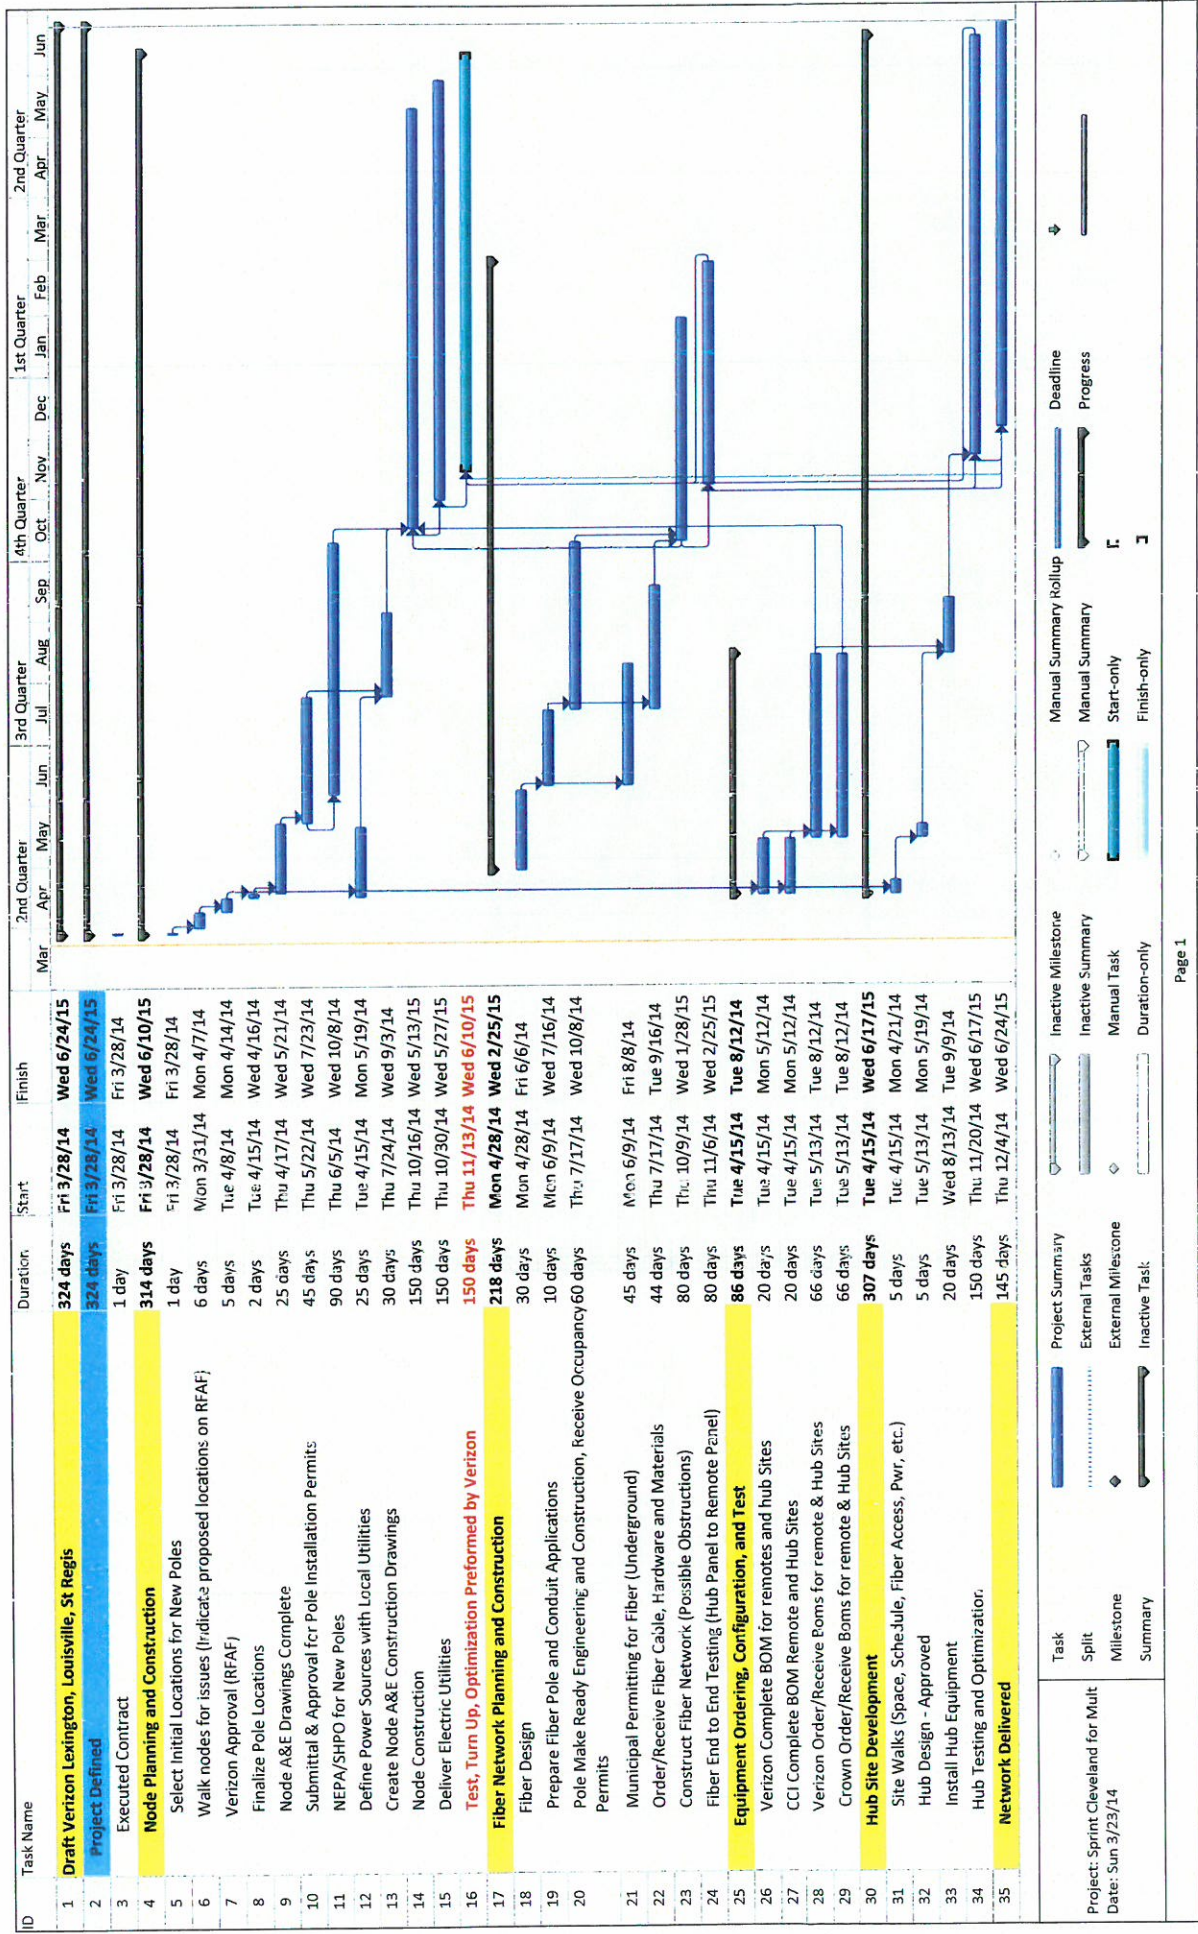 ID Task Name Duration Start Finish
2nd Quarter 3rd Quarter 4th Quarter 1st Quarter 2nd Quarter
Mar Apr May Jun Jul Aug Sep Oct Nov Dec Jan Feb Mar Apr May Jun
1 Draft Verizon Lexington, Louisville, St Regis 324 days Fri 3/28/14 Wed 6/24/15
2 Project Defined 324 days Fri 3/28/14 Wed 6/24/15
3 Executed Contract 1 day Fri 3/28/14 Fri 3/28/14
4 Node Planning and Construction 314 days Fri 3/28/14 Wed 6/10/15
5 Select Initial Locations for New Poles 1 day Fri 3/28/14 Fri 3/28/14
6 Walk nodes for issues (Indicate proposed locations on RFAF) 6 days Mon 3/31/14 Mon 4/7/14
7 Verizon Approval (RFAF) 5 days Tue 4/8/14 Mon 4/14/14
8 Finalize Pole Locations 2 days Tue 4/15/14 Wed 4/16/14
9 Node A&E Drawings Complete 25 days Thu 4/17/14 Wed 5/21/14
10 Submittal & Approval for Pole Installation Permits 45 days Thu 5/22/14 Wed 7/23/14
11 NEPA/SHPO for New Poles 90 days Thu 6/5/14 Wed 10/8/14
12 Define Power Sources with Local Utilities 25 days Tue 4/15/14 Mon 5/19/14
13 Create Node A&E Construction Drawings 30 days Thu 7/24/14 Wed 9/3/14
14 Node Construction 150 days Thu 10/16/14 Wed 5/13/15
15 Deliver Electric Utilities 150 days Thu 10/30/14 Wed 5/27/15
16 Test, Turn Up, Optimization Preformed by Verizon 150 days Thu 11/13/14 Wed 6/10/15
17 Fiber Network Planning and Construction 218 days Mon 4/28/14 Wed 2/25/15
18 Fiber Design 30 days Mon 4/28/14 Fri 6/6/14
19 Prepare Fiber Pole and Conduit Applications 10 days Mon 6/9/14 Wed 7/16/14
20 Pole Make Ready Engineering and Construction, Receive Occupancy 60 days Thu 7/17/14 Wed 10/8/14
Permits
21 Municipal Permitting for Fiber (Underground) 45 days Mon 6/9/14 Fri 8/8/14
22 Order/Receive Fiber Cable, Hardware and Materials 44 days Thu 7/17/14 Tue 9/16/14
23 Construct Fiber Network (Possible Obstructions) 80 days Thu 10/9/14 Wed 1/28/15
24 Fiber End to End Testing (Hub Panel to Remote Panel) 80 days Thu 11/6/14 Wed 2/25/15
25 Equipment Ordering, Configuration, and Test 86 days Tue 4/15/14 Tue 8/12/14
26 Verizon Complete BOM for remotes and hub Sites 20 days Tue 4/15/14 Mon 5/12/14
27 CCI Complete BOM Remote and Hub Sites 20 days Tue 4/15/14 Mon 5/12/14
28 Verizon Order/Receive Boms for remote & Hub Sites 66 days Tue 5/13/14 Tue 8/12/14
29 Crown Order/Receive Boms for remote & Hub Sites 66 days Tue 5/13/14 Tue 8/12/14
30 Hub Site Development 307 days Tue 4/15/14 Wed 6/17/15
31 Site Walks (Space, Schedule, Fiber Access, Pwr, etc.) 5 days Tue 4/15/14 Mon 4/21/14
32 Hub Design - Approved 5 days Tue 5/13/14 Mon 5/19/14
33 Install Hub Equipment 20 days Wed 8/13/14 Tue 9/9/14
34 Hub Testing and Optimization 150 days Thu 11/20/14 Wed 6/17/15
35 Network Delivered 145 days Thu 12/4/14 Wed 6/24/15
Project: Sprint Cleveland for Mult
Date: Sun 3/23/14
Task Project Summary Inactive Milestone Manual Summary Rollup Deadline
Split External Tasks Inactive Summary Manual Summary Progress
Milestone External Milestone Manual Task Start-only
Summary Inactive Task Duration-only Finish-only
Page 1